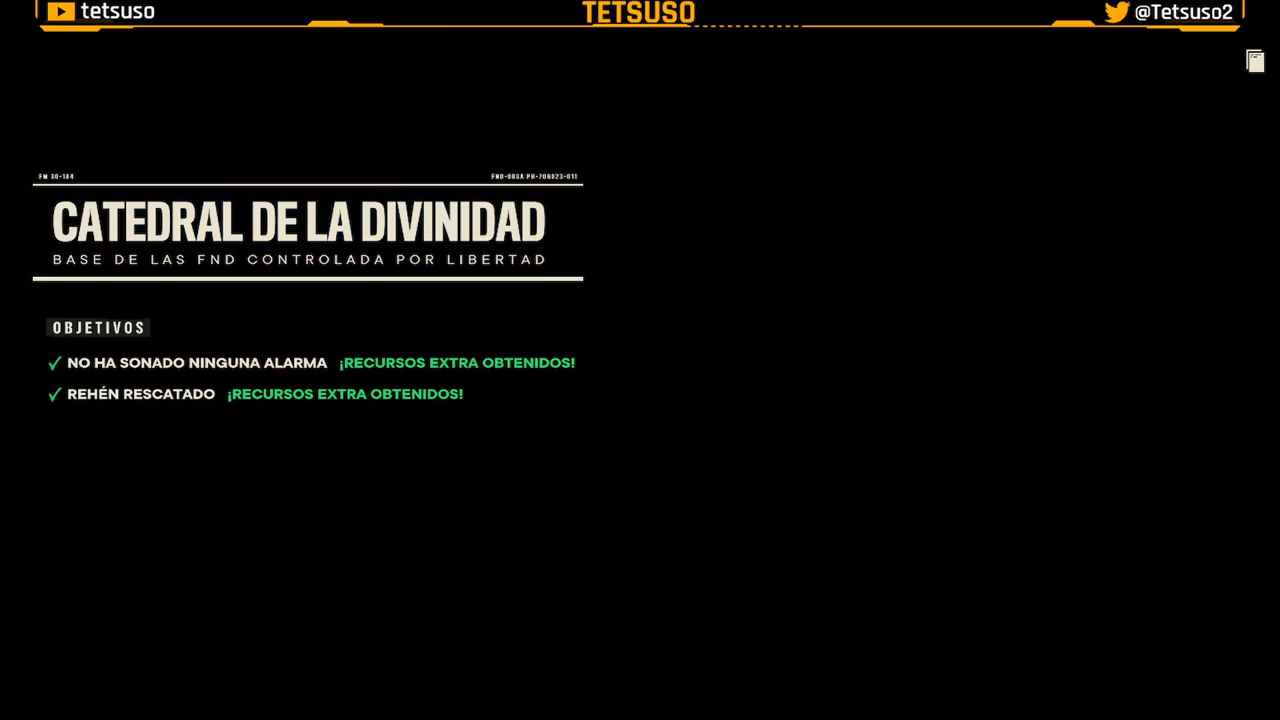 tetsuso
TETSUSO
@Tetsuso2
FM 30-184
CATEDRAL DE LA DIVINIDAD
BASE DE LAS FND CONTROLADA POR LIBERTAD
OBJETIVOS
NO HA SONADO NINGUNA ALARMA ¡RECURSOS EXTRA OBTENIDOS!
REHÉN RESCATADO ¡RECURSOS EXTRA OBTENIDOS!